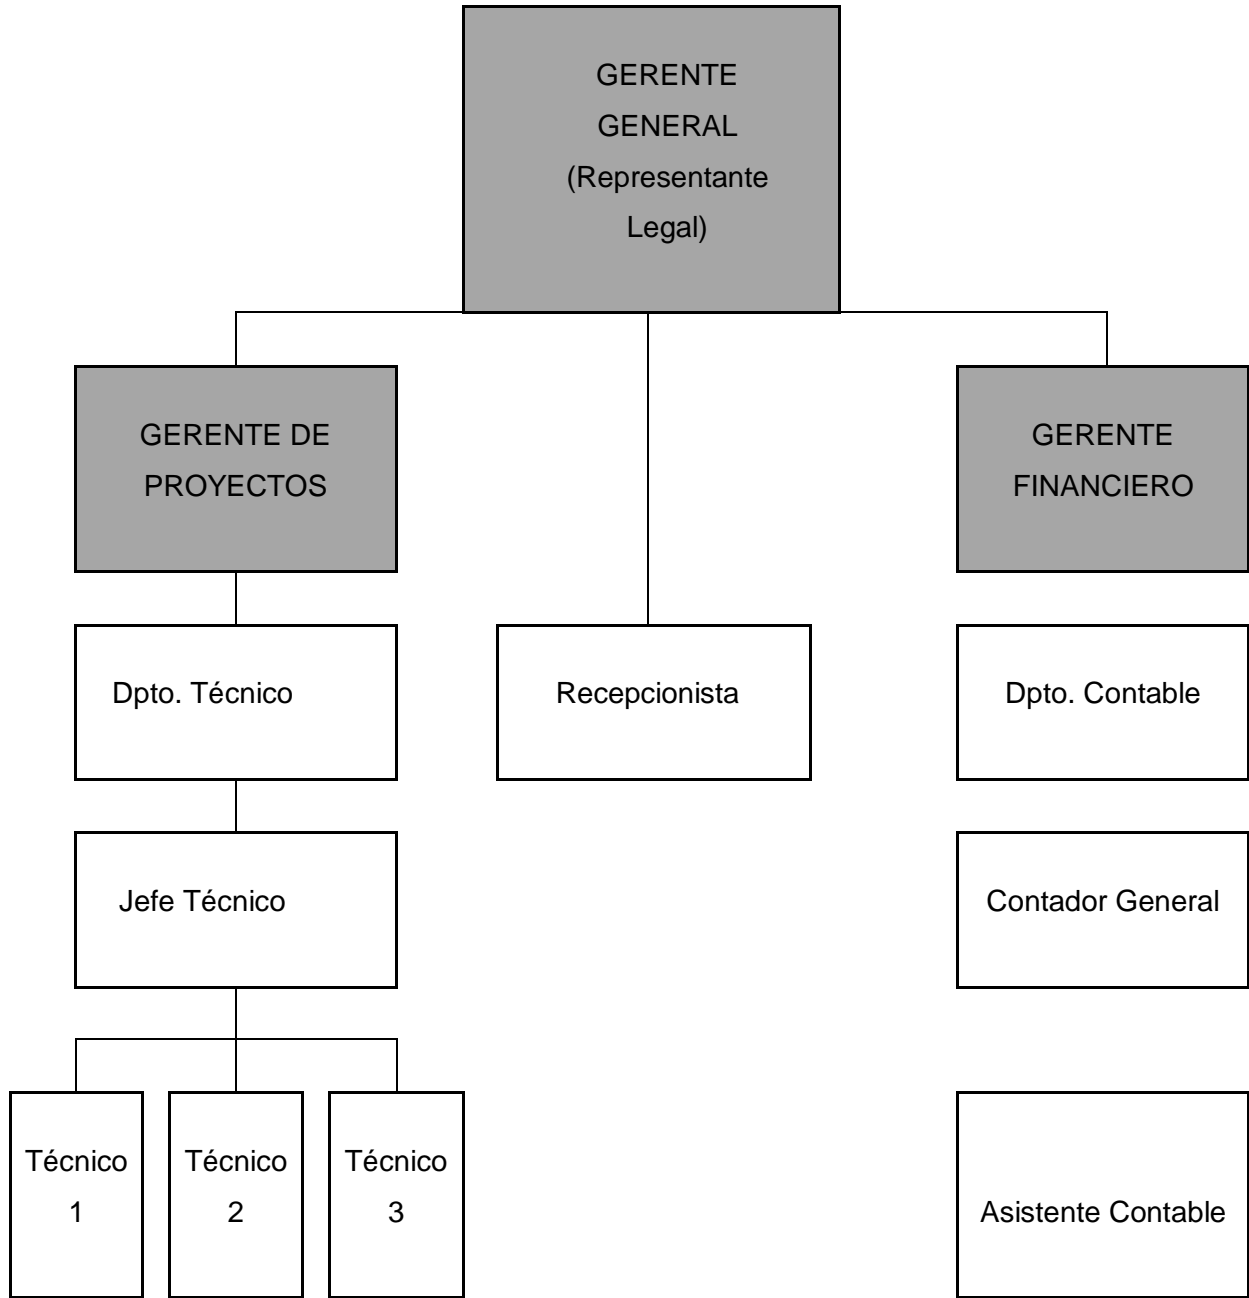 GERENTE
GENERAL
(Representante
Legal)
GERENTE DE
PROYECTOS
GERENTE
FINANCIERO
Dpto. Técnico
Recepcionista
Dpto. Contable
Jefe Técnico
Contador General
Técnico
1
Técnico
2
Técnico
3
Asistente Contable